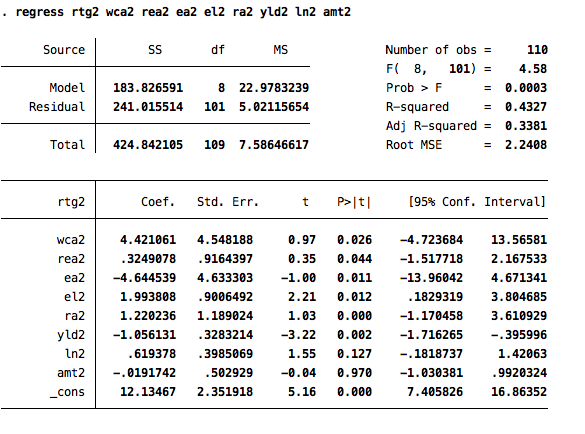 . regress rtg2 wca2 rea2 ea2 el2 ra2 yld2 ln2 amt2
Source SS df MS Number of obs = 110
F( 8, 101) = 4.58
Model 183.826591 8 22.9783239 Prob > F = 0.0003
Residual 241.015514 101 5.02115654 R-squared = 0.4327
Adj R-squared = 0.3381
Total 424.842105 109 7.58646617 Root MSE = 2.2408
rtg2 Coef. Std. Err. t P>|t| [95% Conf. Interval]
wca2 4.421061 4.548188 0.97 0.026 -4.723684 13.56581
rea2 .3249078 .9164397 0.35 0.044 -1.517718 2.167533
ea2 -4.644539 4.633303 -1.00 0.011 -13.96042 4.671341
el2 1.993808 .9006492 2.21 0.012 .1829319 3.804685
ra2 1.220236 1.189024 1.03 0.000 -1.170458 3.610929
yld2 -1.056131 .3283214 -3.22 0.002 -1.716265 -.395996
ln2 .619378 .3985069 1.55 0.127 -.1818737 1.42063
amt2 -.0191742 .502929 -0.04 0.970 -1.030381 .9920324
_cons 12.13467 2.351918 5.16 0.000 7.405826 16.86352